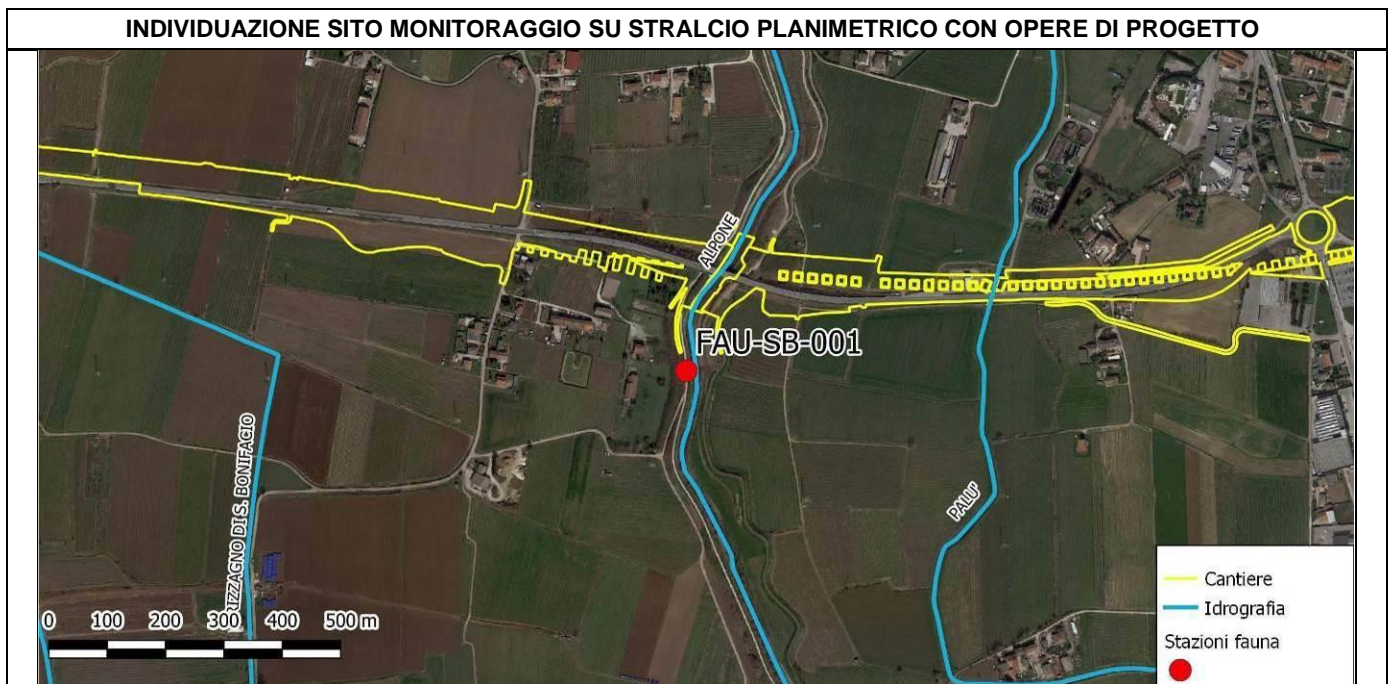 INDIVIDUAZIONE SITO MONITORAGGIO SU STRALCIO PLANIMETRICO CON OPERE DI PROGETTO
ALPONE
FAU-SB-001
PALU'
RIZZAGNO DI S. BONIFACIO
0 100 200 300 400 500 m
Cantiere
Idrografia
Stazioni fauna